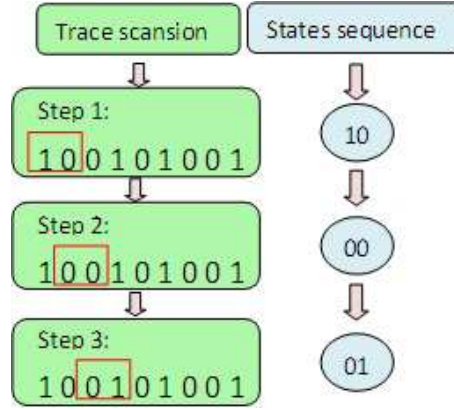 Trace scansion
States sequence
Step 1:
1 0 0 1 0 1 0 0 1
10
Step 2:
1 0 0 1 0 1 0 0 1
00
Step 3:
1 0 0 1 0 1 0 0 1
01